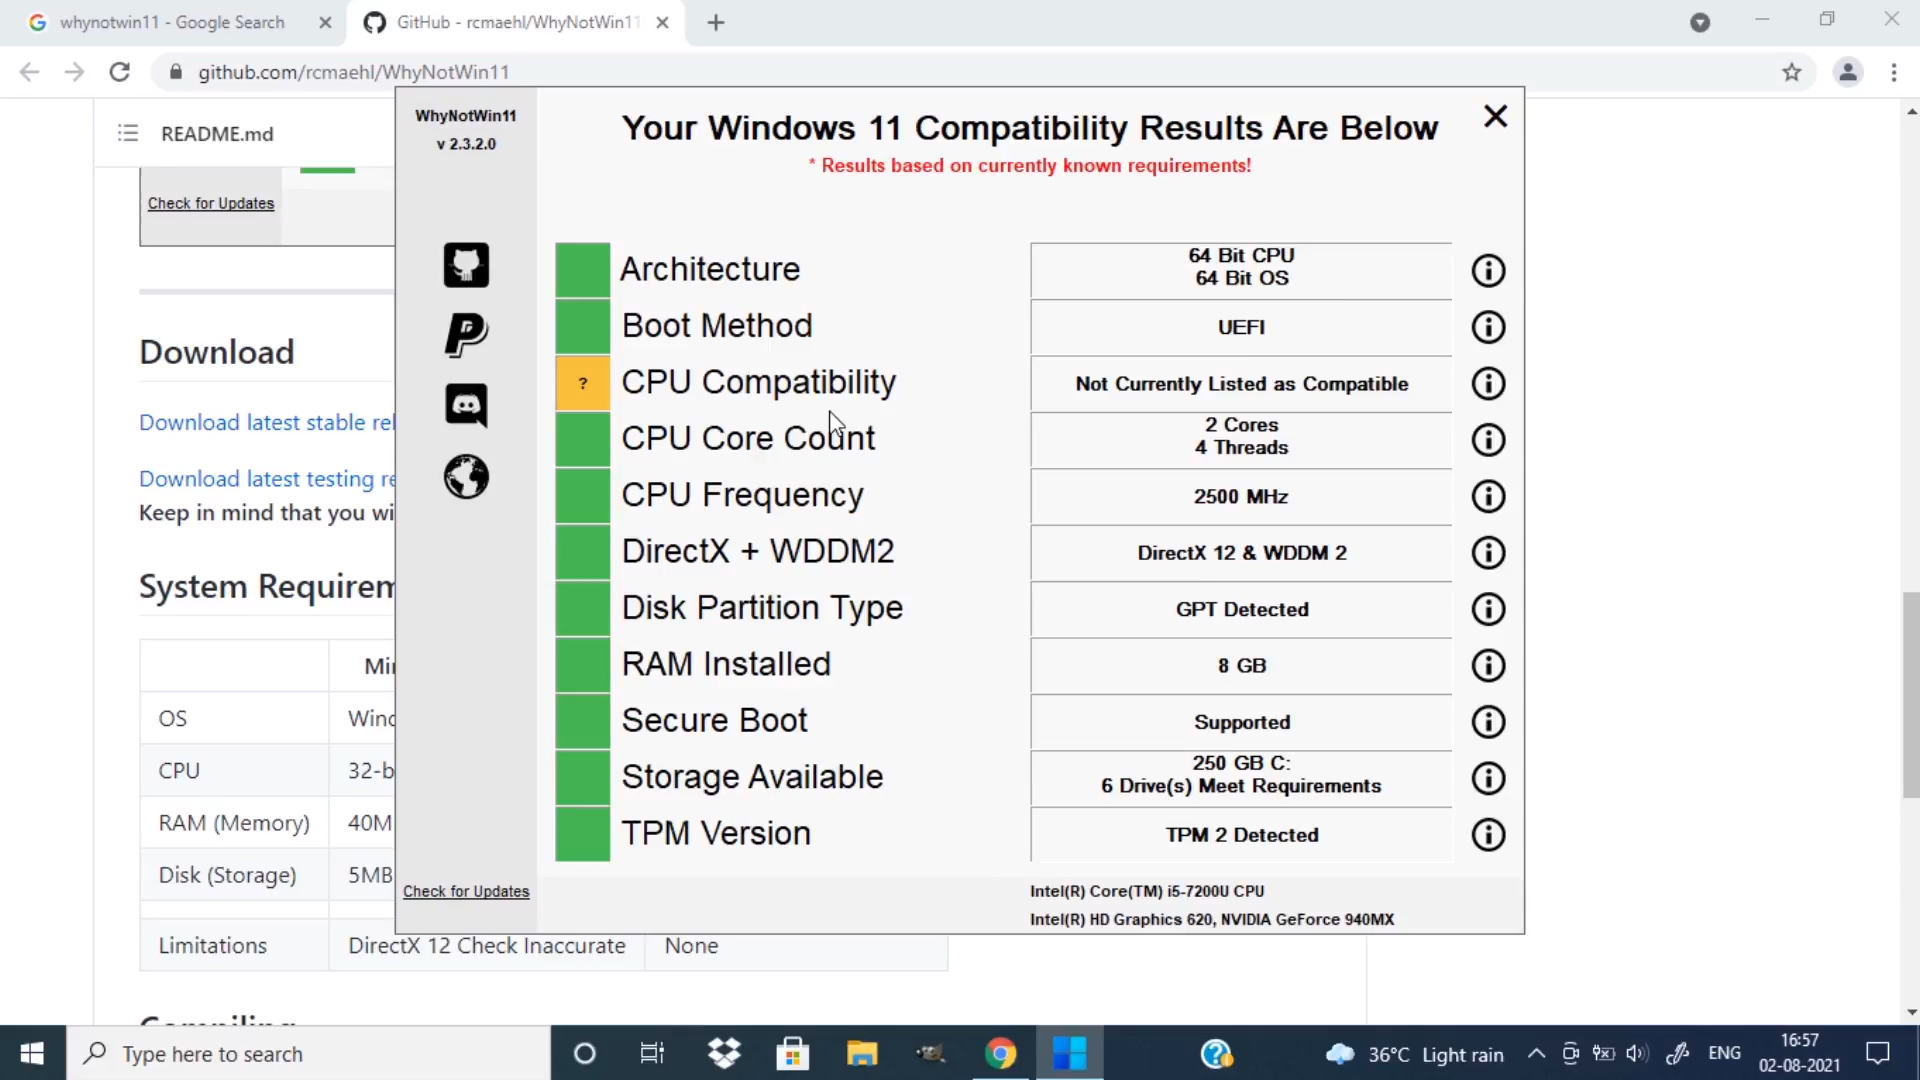 whynotwin11 - Google Search
GitHub - rcmaehl/WhyNotWin11
github.com/rcmaehl/WhyNotWin11
README.md
Check for Updates
Download
Download latest stable rel
Download latest testing re
Keep in mind that you wi
System Requirem
Min
OS
Wind
CPU
32-b
RAM (Memory)
40M
Disk (Storage)
5MB
Limitations
DirectX 12 Check Inaccurate
None
Compiling
WhyNotWin11
v 2.3.2.0
Check for Updates
Your Windows 11 Compatibility Results Are Below
* Results based on currently known requirements!
Architecture
64 Bit CPU
64 Bit OS
Boot Method
UEFI
?
CPU Compatibility
Not Currently Listed as Compatible
CPU Core Count
2 Cores
4 Threads
CPU Frequency
2500 MHz
DirectX + WDDM2
DirectX 12 & WDDM 2
Disk Partition Type
GPT Detected
RAM Installed
8 GB
Secure Boot
Supported
Storage Available
250 GB C:
6 Drive(s) Meet Requirements
TPM Version
TPM 2 Detected
Intel(R) Core(TM) i5-7200U CPU
Intel(R) HD Graphics 620, NVIDIA GeForce 940MX
Type here to search
36°C Light rain
ENG
16:57
02-08-2021